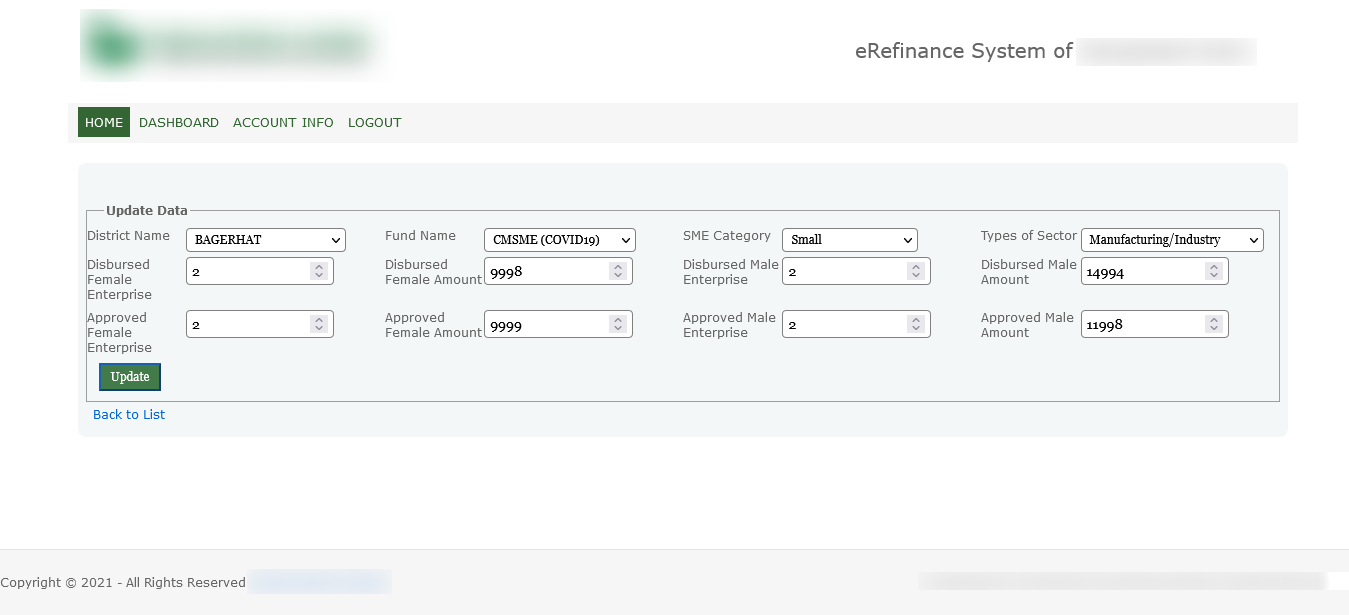 eRefinance System of
HOME DASHBOARD ACCOUNT INFO LOGOUT
Update Data
District Name BAGERHAT Fund Name CMSME (COVID19) SME Category Small Types of Sector Manufacturing/Industry
Disbursed Female Enterprise 2 Disbursed Female Amount 9998 Disbursed Male Enterprise 2 Disbursed Male Amount 14994
Approved Female Enterprise 2 Approved Female Amount 9999 Approved Male Enterprise 2 Approved Male Amount 11998
Update
Back to List
Copyright © 2021 - All Rights Reserved